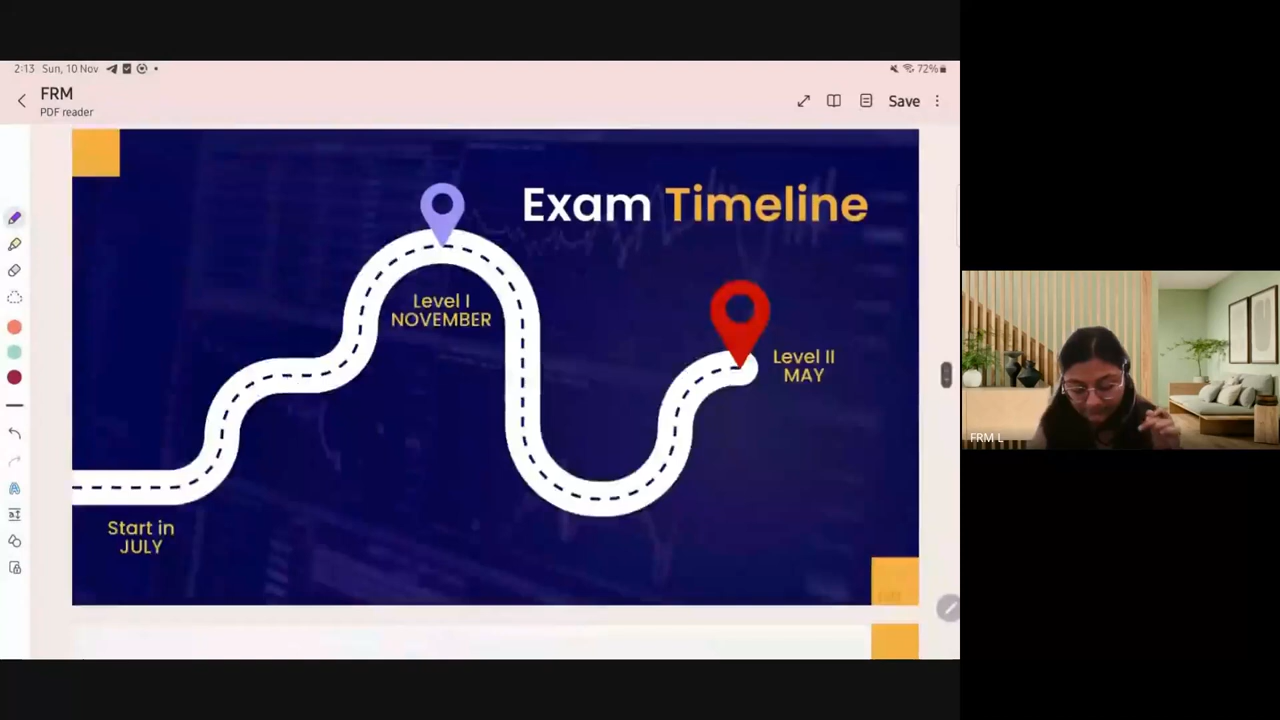 2:13 Sun, 10 Nov
72%
FRM
PDF reader
Save
Exam Timeline
Level I
NOVEMBER
Level II
MAY
Start in
JULY
FRM L